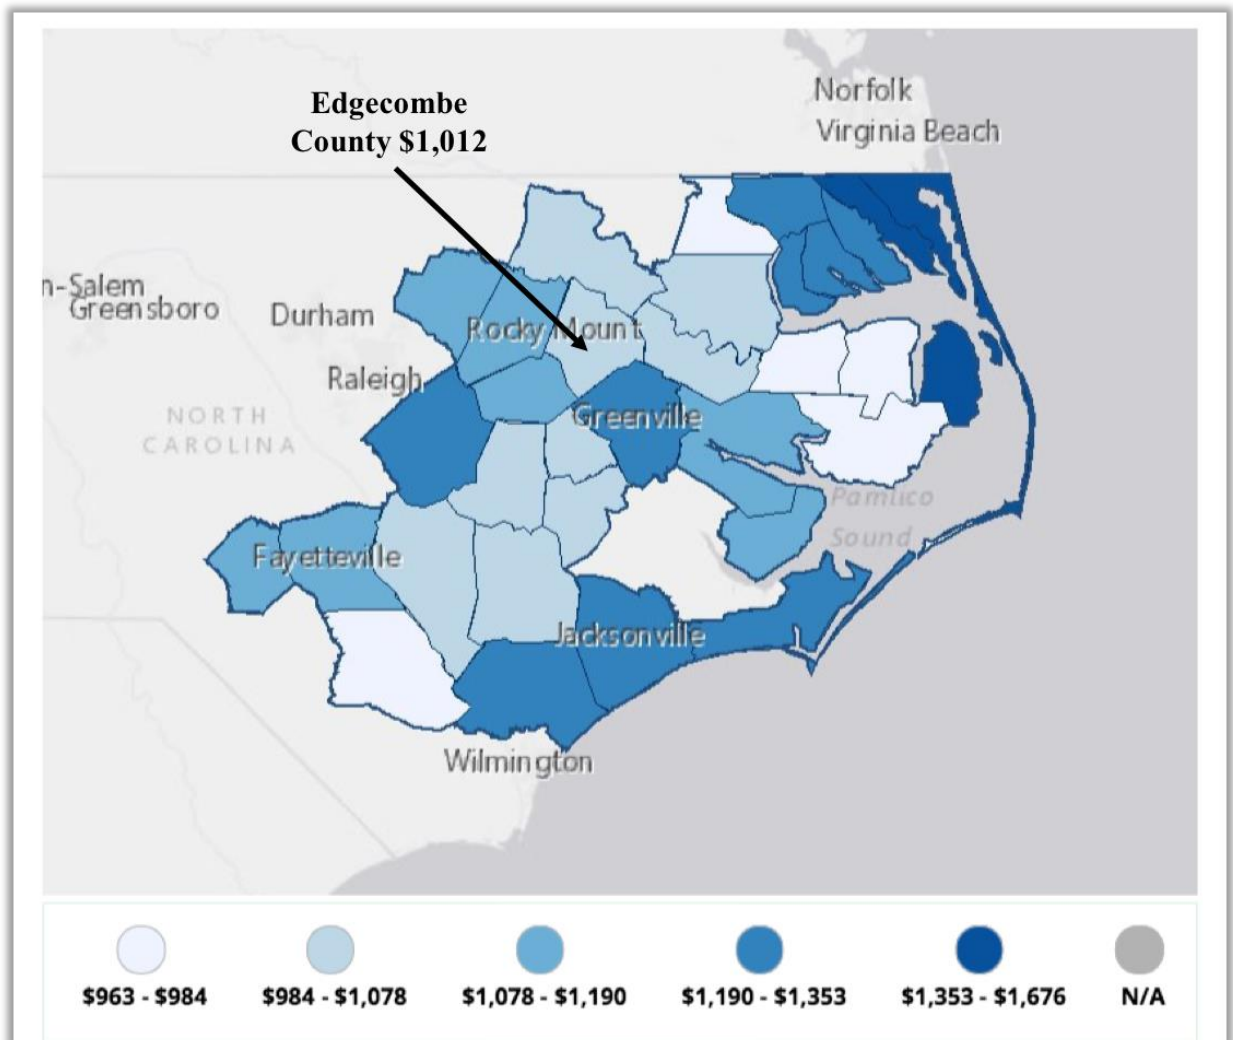 Edgecombe
County $1,012
Norfolk
Virginia Beach
n-Salem
Greensboro
Durham
Rocky Mount
Raleigh
NORTH
CAROLINA
Greenville
Pamlico
Sound
Fayetteville
Jacksonville
Wilmington
$963 - $984
$984 - $1,078
$1,078 - $1,190
$1,190 - $1,353
$1,353 - $1,676
N/A